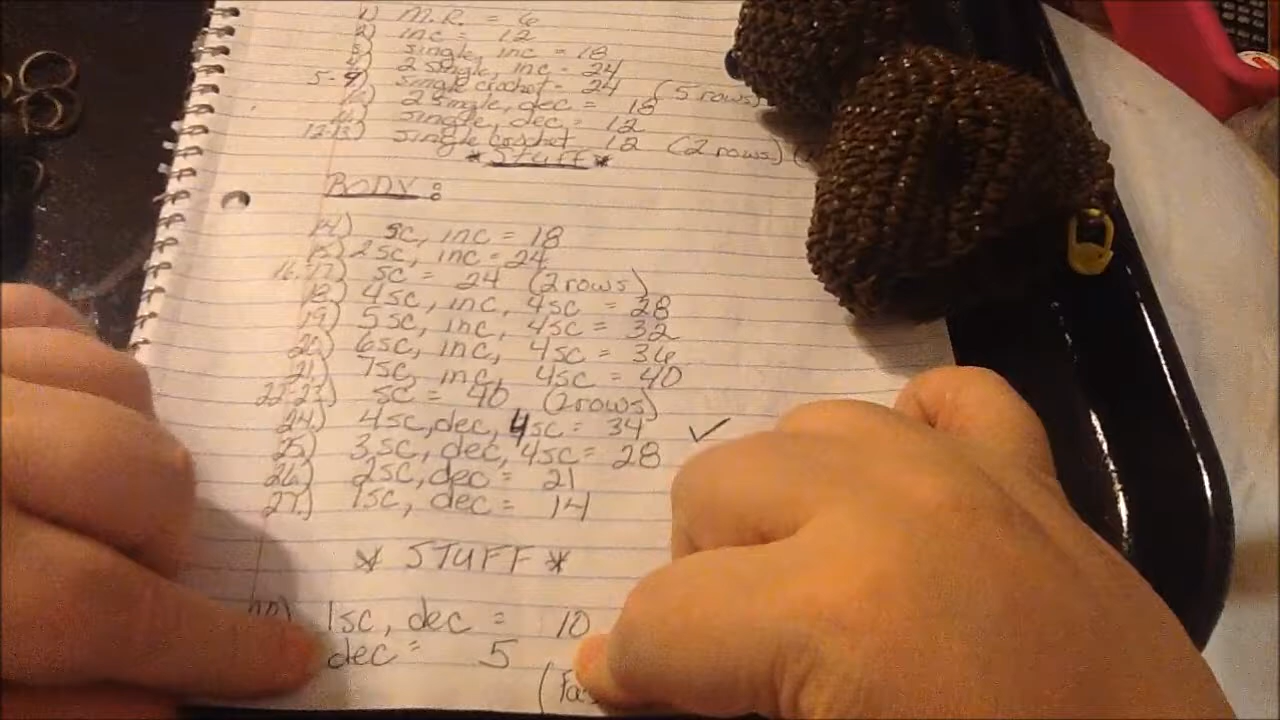 1) M.R. = 6
2) inc = 12
3) single, inc = 18
4) 2 single, inc = 24
5-9) single crochet = 24 (5 rows)
10) 2 single, dec = 18
11) single, dec = 12
12-13) single crochet 12 (2 rows)
*STUFF*
BODY:
14) sc, inc = 18
15) 2sc, inc = 24
16-17) sc = 24 (2 rows)
18) 4sc, inc, 4sc = 28
19) 5sc, inc, 4sc = 32
20) 6sc, inc, 4sc = 36
21) 7sc, inc, 4sc = 40
22-23) sc = 40 (2 rows)
24.) 4sc, dec, 4sc = 34 ✓
25) 3sc, dec, 4sc = 28
26.) 2sc, dec = 21
27.) 1sc, dec = 14
* STUFF *
1sc, dec = 10
dec = 5